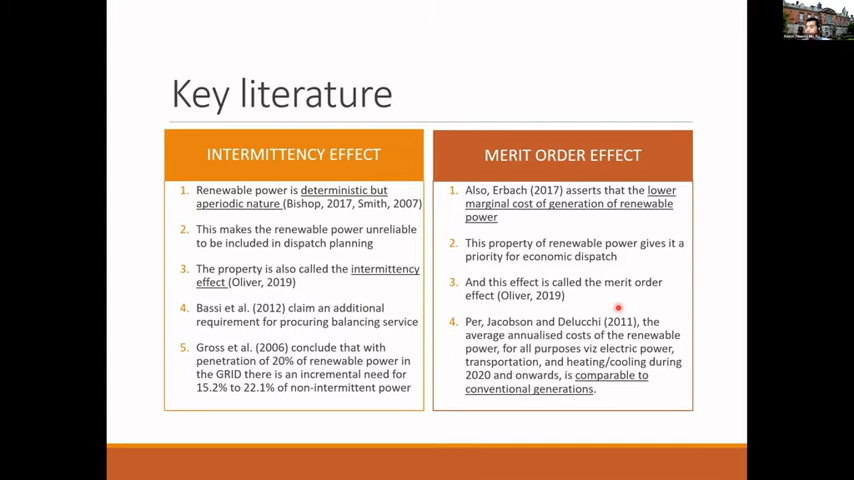 Key literature
INTERMITTENCY EFFECT
1. Renewable power is deterministic but
aperiodic nature (Bishop, 2017, Smith, 2007)
2. This makes the renewable power unreliable
to be included in dispatch planning
3. The property is also called the intermittency
effect (Oliver, 2019)
4. Bassi et al. (2012) claim an additional
requirement for procuring balancing service
5. Gross et al. (2006) conclude that with
penetration of 20% of renewable power in
the GRID there is an incremental need for
15.2% to 22.1% of non-intermittent power
MERIT ORDER EFFECT
1. Also, Erbach (2017) asserts that the lower
marginal cost of generation of renewable
power
2. This property of renewable power gives it a
priority for economic dispatch
3. And this effect is called the merit order
effect (Oliver, 2019)
4. Per, Jacobson and Delucchi (2011), the
average annualised costs of the renewable
power, for all purposes viz electric power,
transportation, and heating/cooling during
2020 and onwards, is comparable to
conventional generations.